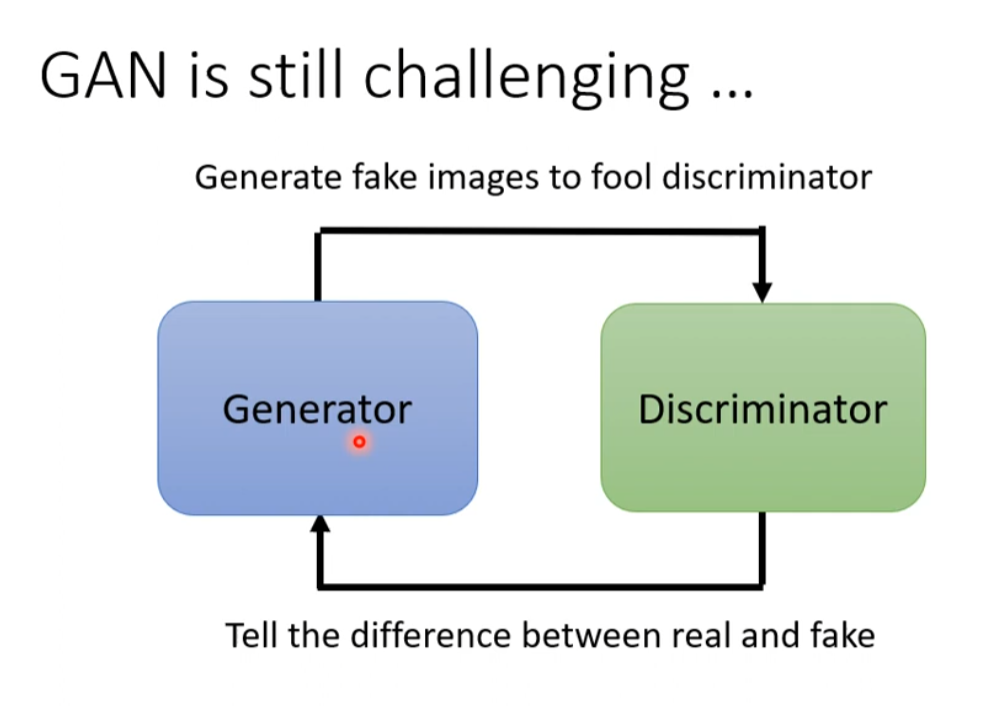 GAN is still challenging ...
Generate fake images to fool discriminator
Generator
Discriminator
Tell the difference between real and fake